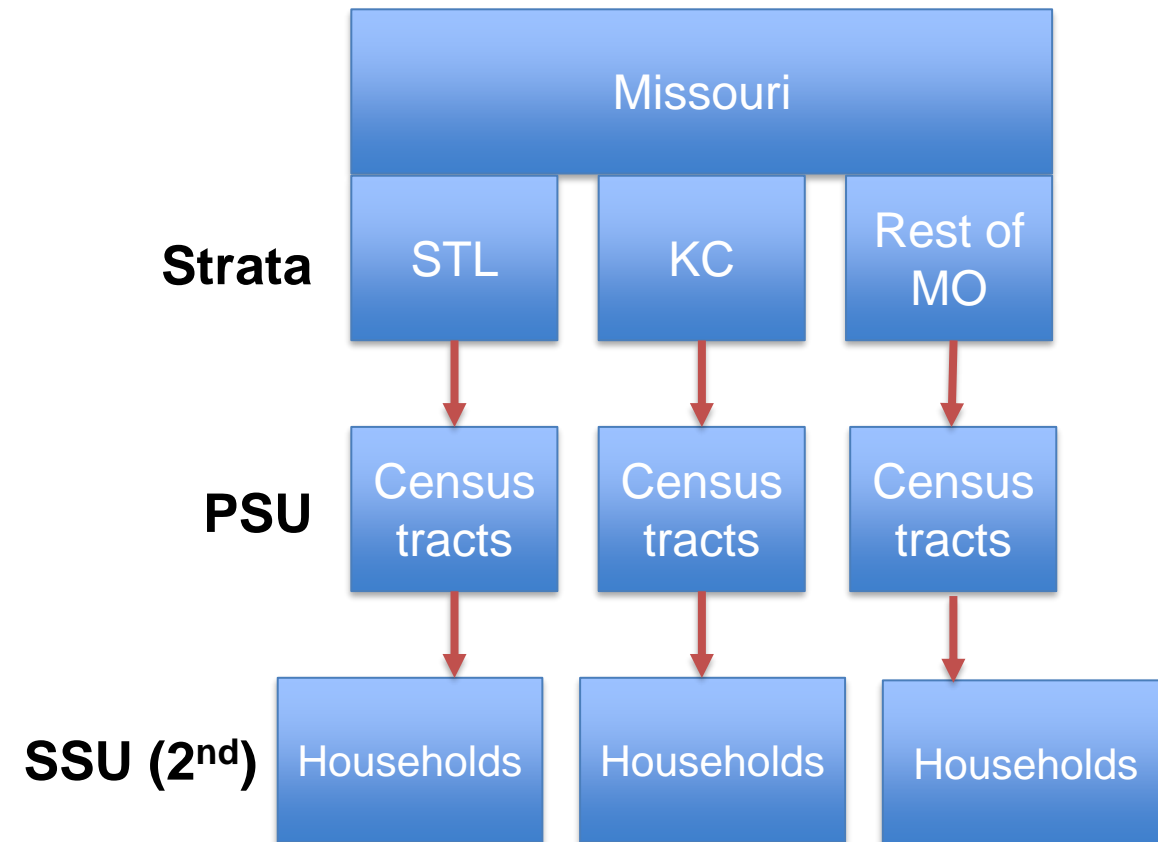 Missouri
Strata
STL
KC
Rest of
MO
PSU
Census
tracts
Census
tracts
Census
tracts
SSU (2nd)
Households
Households
Households